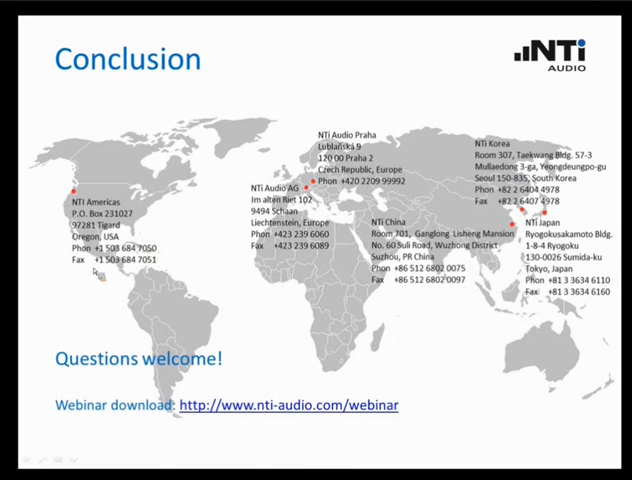 Conclusion
NTi
AUDIO
NTi Audio Praha
Lublaňská 9
120 00 Praha 2
Czech Republic, Europe
Phon +420 2209 99992
NTi Korea
Room 307, Taekwang Bldg. 57-3
Mullaedong 3-ga, Yeongdeungpo-gu
Seoul 150-835, South Korea
Phon +82 2 6404 4978
Fax +82 2 6407 4978
NTi Audio AG
Im alten Riet 102
9494 Schaan
Liechtenstein, Europe
Phon +423 239 6060
Fax +423 239 6089
NTI Americas
P.O. Box 231027
97281 Tigard
Oregon, USA
Phon +1 503 684 7050
Fax +1 503 684 7051
NTi China
Room 701, Ganglong Lisheng Mansion
No. 60 Suli Road, Wuzhong District
Suzhou, PR China
Phon +86 512 6802 0075
Fax +86 512 6802 0097
NTi Japan
Ryogokusakamoto Bldg.
1-8-4 Ryogoku
130-0026 Sumida-ku
Tokyo, Japan
Phon +81 3 3634 6110
Fax +81 3 3634 6160
Questions welcome!
Webinar download: http://www.nti-audio.com/webinar